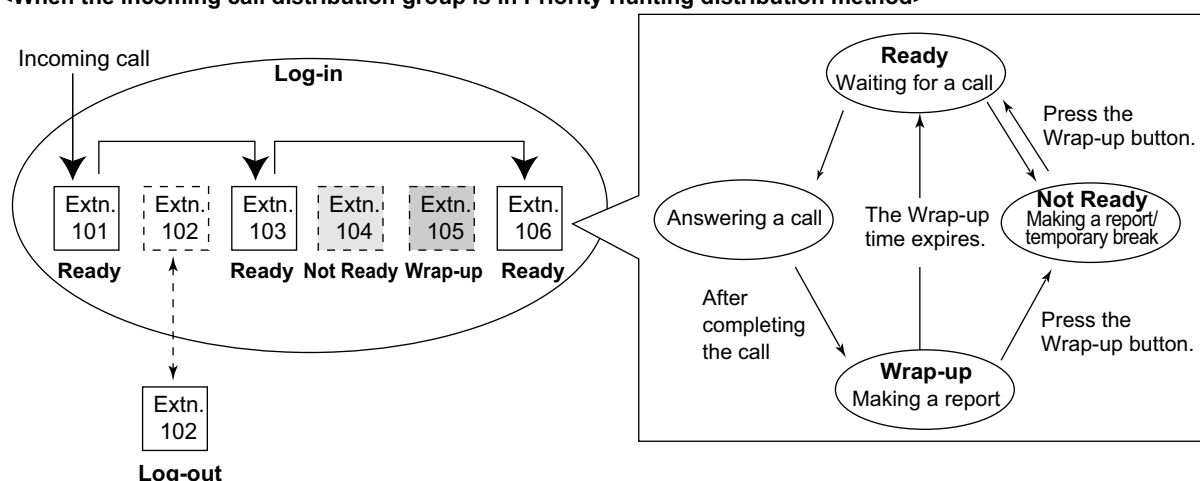 <When the incoming call distribution group is in Priority Hunting distribution method>
Incoming call
Log-in
Extn.
101
Extn.
102
Extn.
103
Extn.
104
Extn.
105
Extn.
106
Ready
Ready
Not Ready
Wrap-up
Ready
Extn.
102
Log-out
Ready
Waiting for a call
Press the
Wrap-up button.
Answering a call
The Wrap-up
time expires.
Not Ready
Making a report/
temporary break
After
completing
the call
Press the
Wrap-up button.
Wrap-up
Making a report